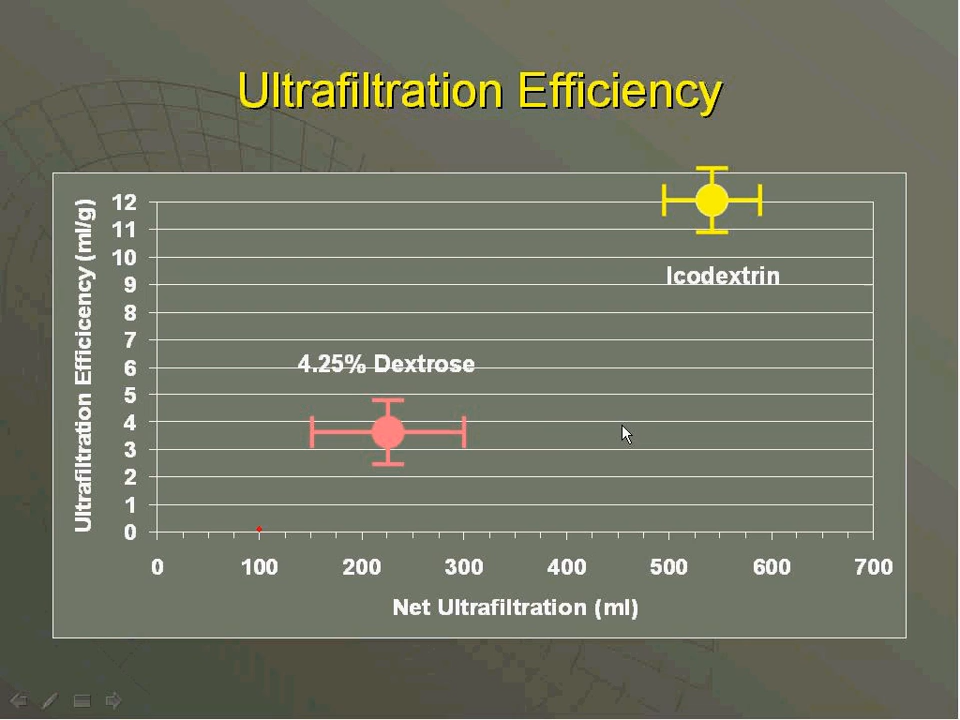 Ultrafiltration Efficiency
Ultrafiltration Efficicency (ml/g)
12
11
10
9
8
7
6
5
4
3
2
1
0
Icodextrin
4.25% Dextrose
0 100 200 300 400 500 600 700
Net Ultrafiltration (ml)